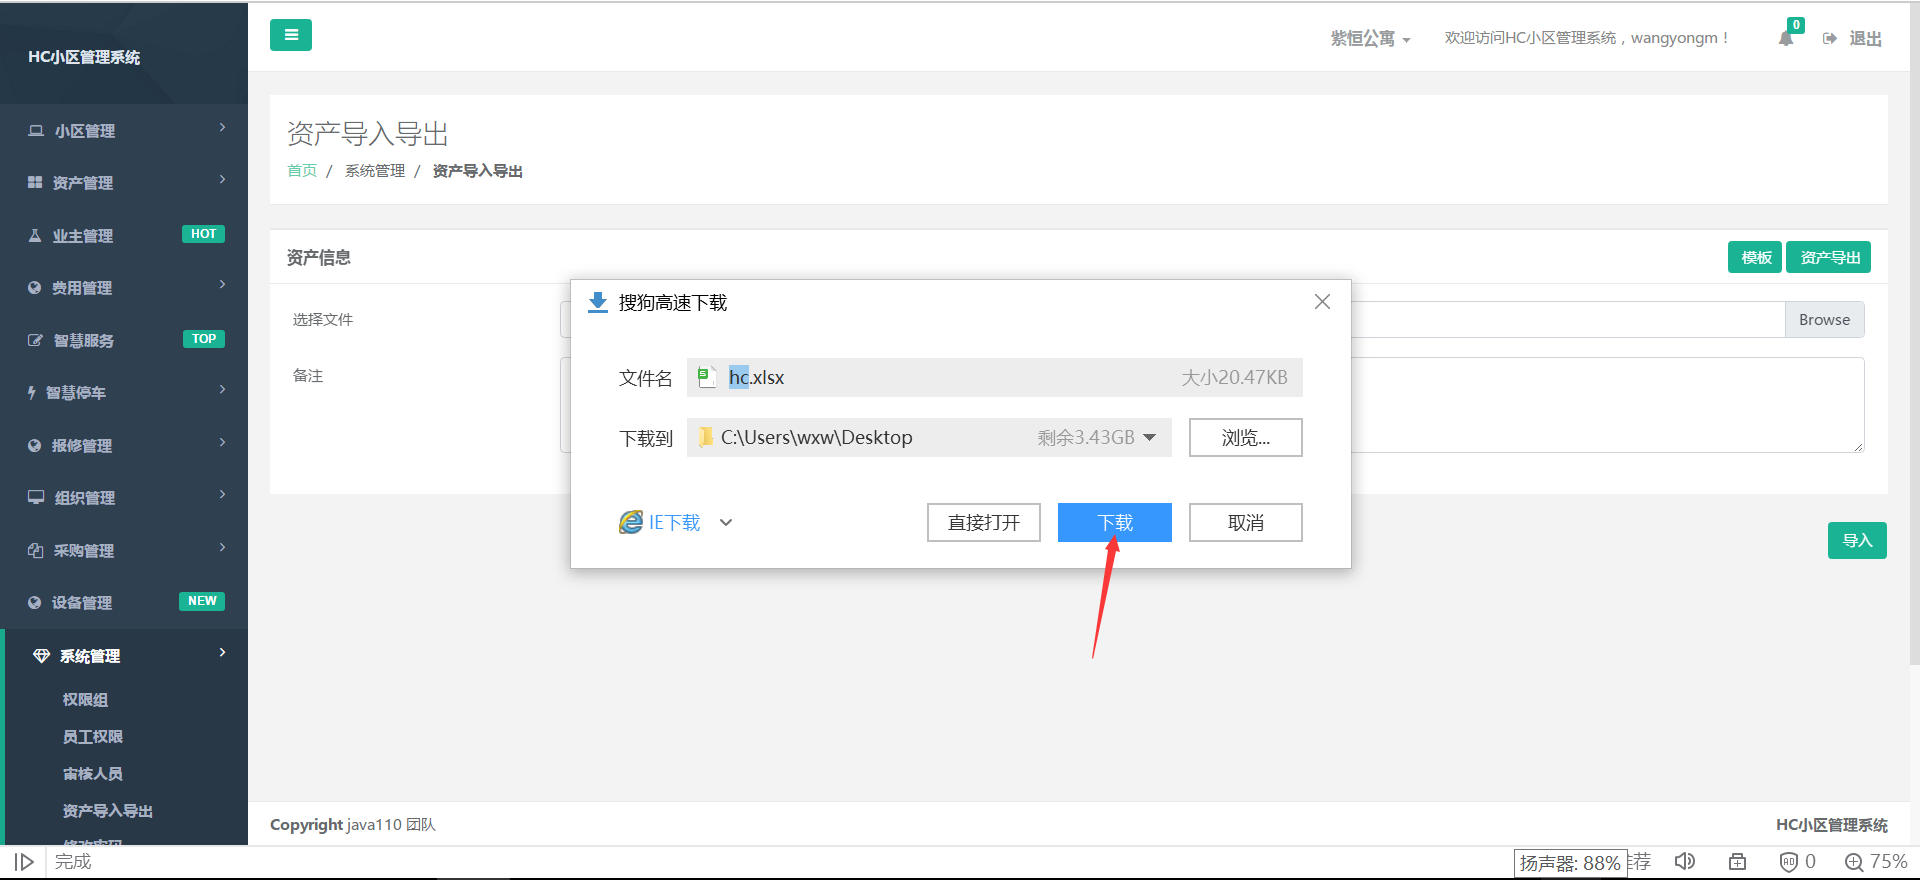 HC小区管理系统
紫恒公寓
欢迎访问HC小区管理系统，wangyongm！
0
退出
小区管理
资产管理
业主管理 HOT
费用管理
智慧服务 TOP
智慧停车
报修管理
组织管理
采购管理
设备管理 NEW
系统管理
权限组
员工权限
审核人员
资产导入导出
修改密码
资产导入导出
首页 / 系统管理 / 资产导入导出
资产信息
模板
资产导出
选择文件
Browse
备注
搜狗高速下载
文件名 hc.xlsx 大小20.47KB
下载到 C:\Users\wxw\Desktop 剩余3.43GB 浏览...
IE下载 直接打开 下载 取消
导入
Copyright java110 团队
HC小区管理系统
完成
扬声器: 88%
荐
0
75%